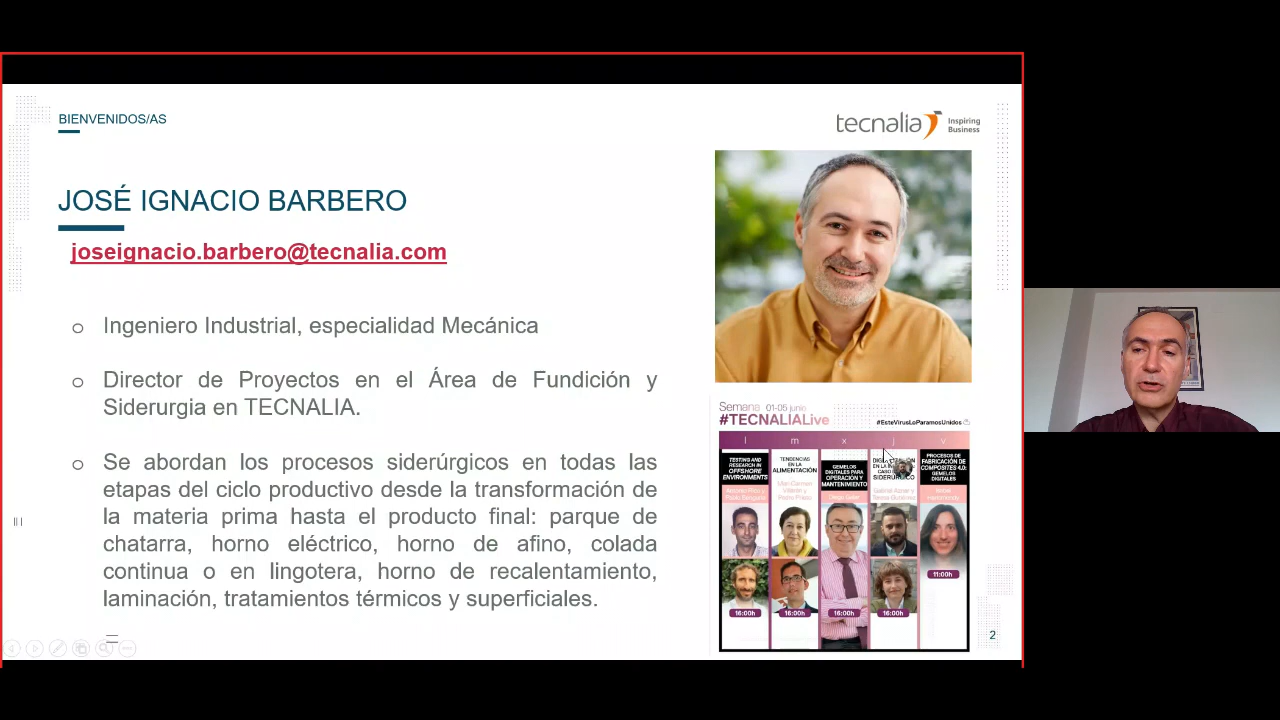 BIENVENIDOS/AS
tecnalia
Inspiring
Business
JOSÉ IGNACIO BARBERO
joseignacio.barbero@tecnalia.com
Ingeniero Industrial, especialidad Mecánica
Director de Proyectos en el Área de Fundición y
Siderurgia en TECNALIA.
Se abordan los procesos siderúrgicos en todas las
etapas del ciclo productivo desde la transformación de
la materia prima hasta el producto final: parque de
chatarra, horno eléctrico, horno de afino, colada
continua o en lingotera, horno de recalentamiento,
laminación, tratamientos térmicos y superficiales.
Semana 01-05 junio
#TECNALIALive
#EsteVirusLoParamosUnidos
l m x j v
TESTING AND
RESEARCH IN
OFFSHORE
ENVIRONMENTS
TENDENCIAS
EN LA
ALIMENTACIÓN
GEMELOS
DIGITALES PARA
OPERACIÓN Y
MANTENIMIENTO
SIDERÚRGICO
PROCESOS DE
FABRICACIÓN DE
COMPOSITES 4.0:
GEMELOS
DIGITALES
16:00h
16:00h
16:00h
16:00h
11:00h
2